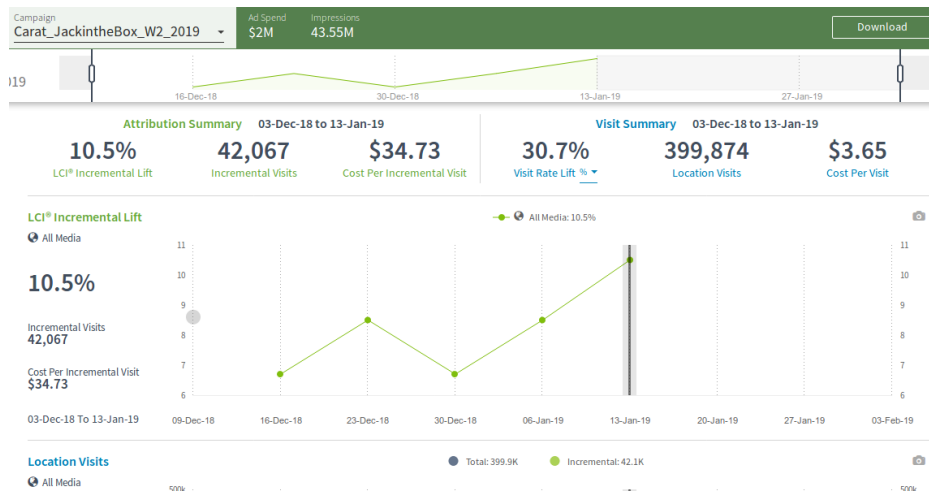 Campaign
Carat_JackintheBox_W2_2019
Ad Spend
$2M
Impressions
43.55M
Download
16-Dec-18 30-Dec-18 13-Jan-19 27-Jan-19
Attribution Summary 03-Dec-18 to 13-Jan-19
10.5% 42,067 $34.73
LCI® Incremental Lift Incremental Visits Cost Per Incremental Visit
Visit Summary 03-Dec-18 to 13-Jan-19
30.7% 399,874 $3.65
Visit Rate Lift % Location Visits Cost Per Visit
LCI® Incremental Lift
All Media
10.5%
Incremental Visits
42,067
Cost Per Incremental Visit
$34.73
03-Dec-18 To 13-Jan-19
All Media: 10.5%
11 11
10 10
9 9
8 8
7 7
6 6
09-Dec-18 16-Dec-18 23-Dec-18 30-Dec-18 06-Jan-19 13-Jan-19 20-Jan-19 27-Jan-19 03-Feb-19
Location Visits
All Media
Total: 399.9K Incremental: 42.1K
500k 500k